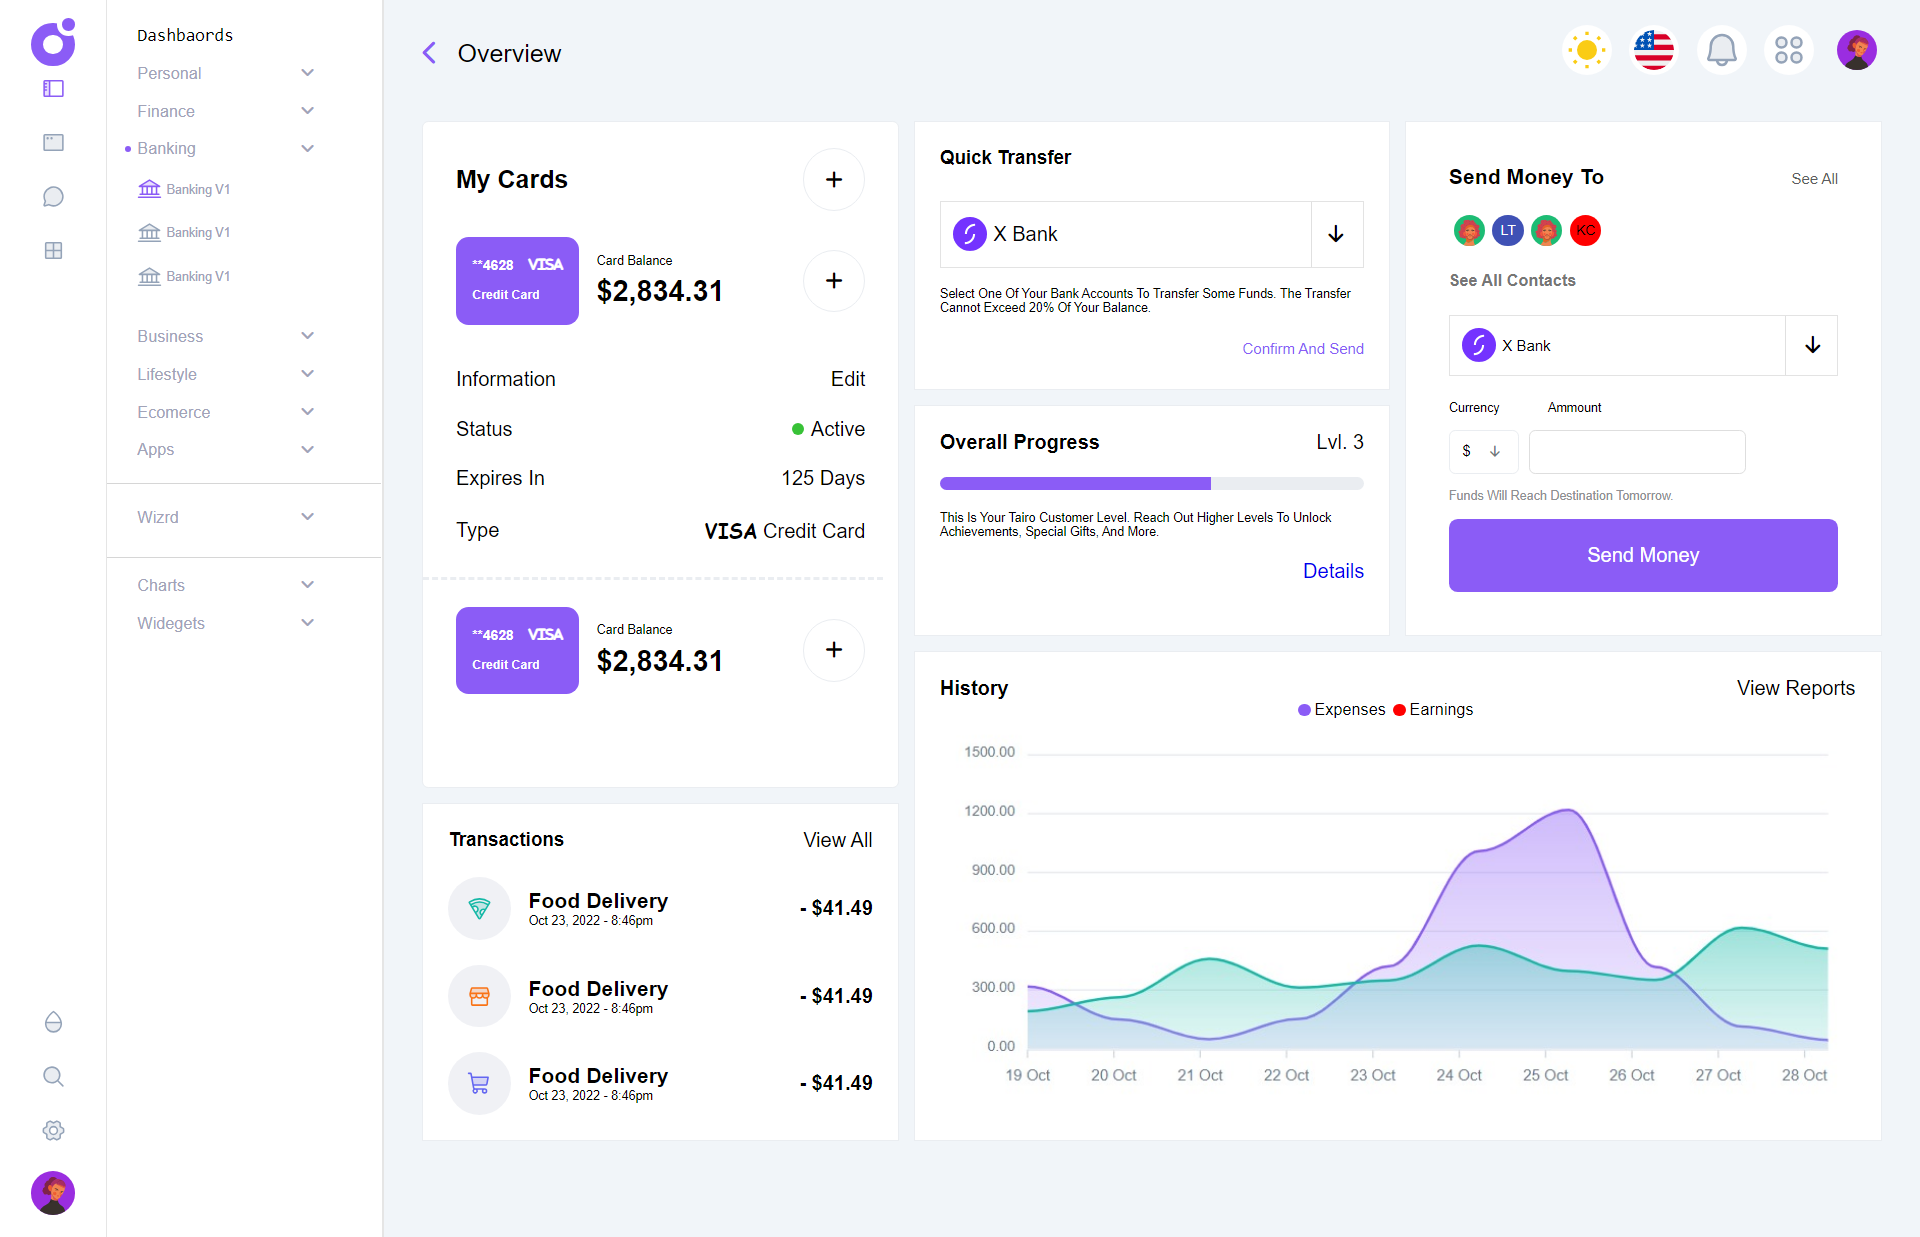 Dashbaords
Personal
Finance
Banking
Banking V1
Banking V1
Banking V1
Business
Lifestyle
Ecomerce
Apps
Wizrd
Charts
Widegets
Overview
My Cards
**4628 VISA
Credit Card
Card Balance
$2,834.31
Information Edit
Status Active
Expires In 125 Days
Type VISA Credit Card
**4628 VISA
Credit Card
Card Balance
$2,834.31
Transactions View All
Food Delivery
Oct 23, 2022 - 8:46pm
- $41.49
Food Delivery
Oct 23, 2022 - 8:46pm
- $41.49
Food Delivery
Oct 23, 2022 - 8:46pm
- $41.49
Quick Transfer
X Bank
Select One Of Your Bank Accounts To Transfer Some Funds. The Transfer
Cannot Exceed 20% Of Your Balance.
Confirm And Send
Overall Progress Lvl. 3
This Is Your Tairo Customer Level. Reach Out Higher Levels To Unlock
Achievements, Special Gifts, And More.
Details
Send Money To See All
LT KC
See All Contacts
X Bank
Currency Ammount
$
Funds Will Reach Destination Tomorrow.
Send Money
History View Reports
Expenses Earnings
1500.00
1200.00
900.00
600.00
300.00
0.00
19 Oct 20 Oct 21 Oct 22 Oct 23 Oct 24 Oct 25 Oct 26 Oct 27 Oct 28 Oct